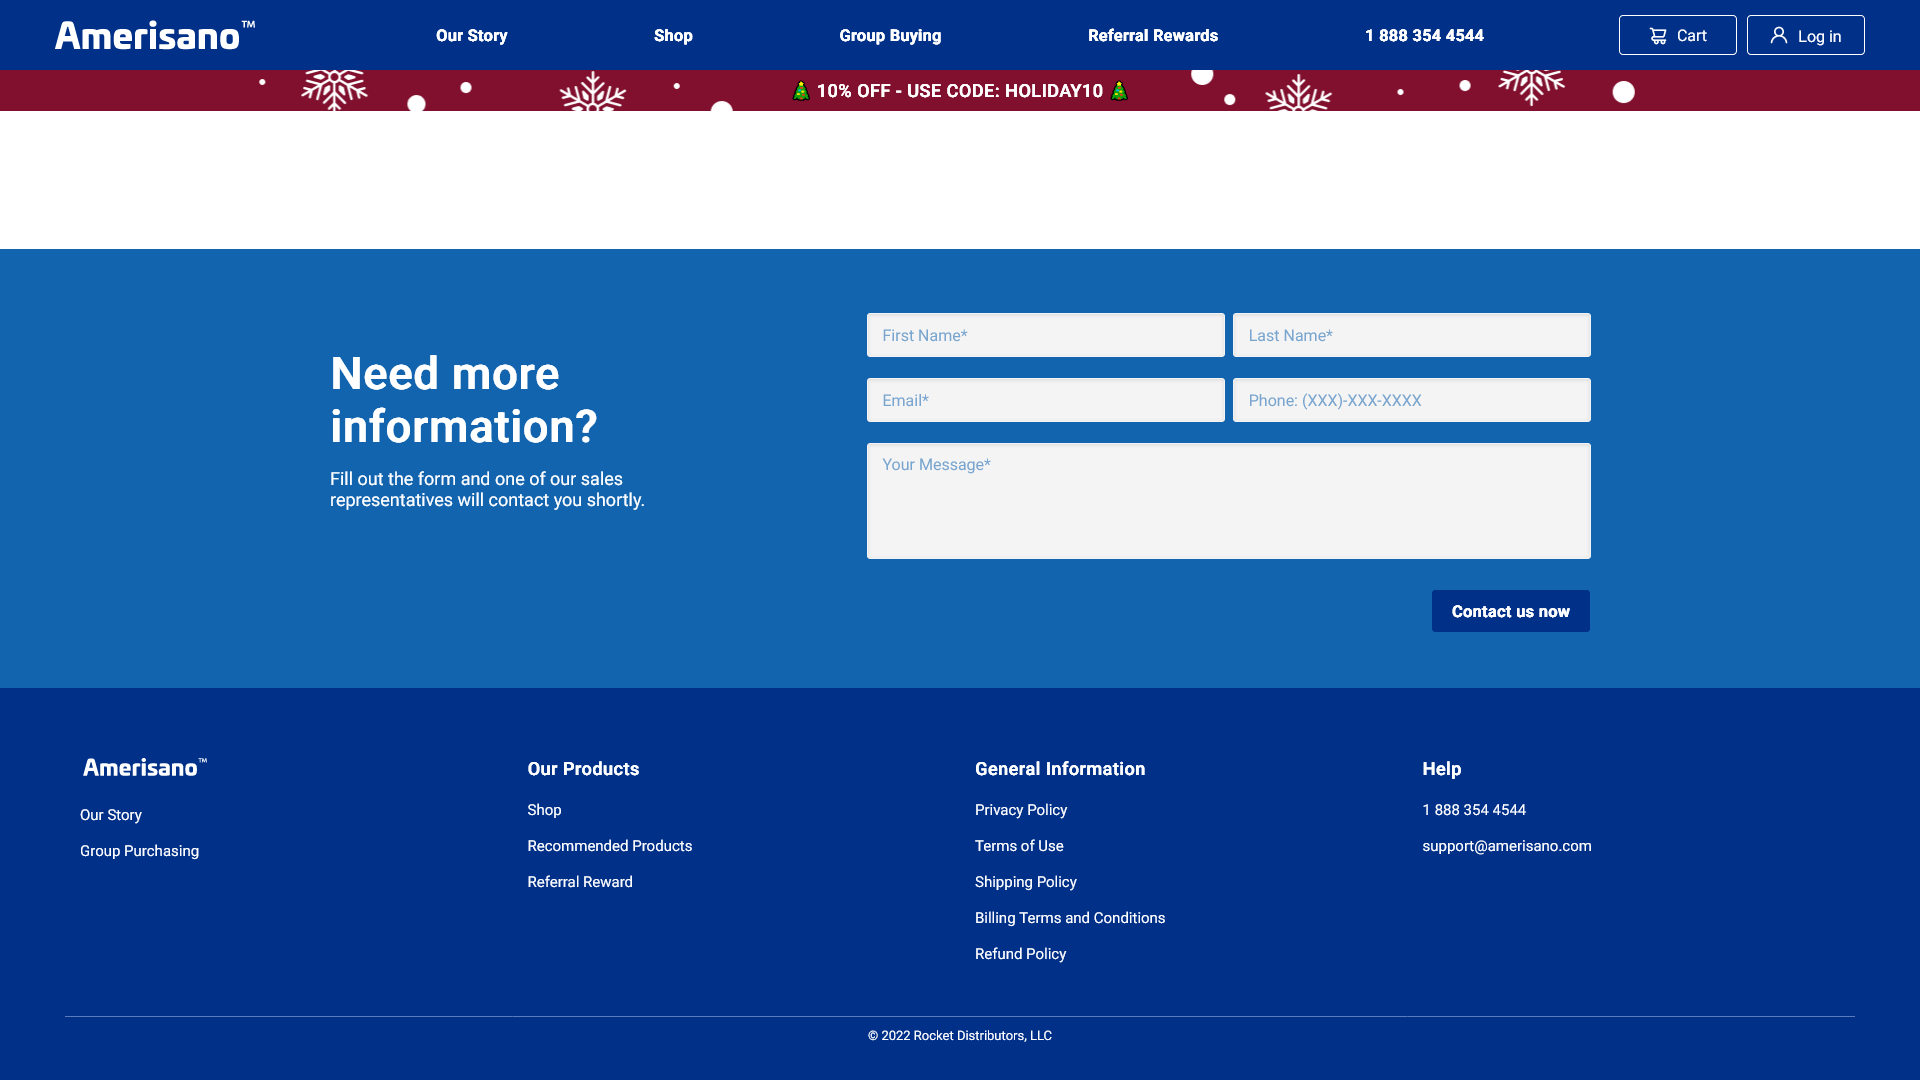 Amerisano™
Our Story
Shop
Group Buying
Referral Rewards
1 888 354 4544
Cart
Log in
🎄 10% OFF - USE CODE: HOLIDAY10 🎄
Need more
information?
Fill out the form and one of our sales
representatives will contact you shortly.
First Name*
Last Name*
Email*
Phone: (XXX)-XXX-XXXX
Your Message*
Contact us now
Amerisano™
Our Story
Group Purchasing
Our Products
Shop
Recommended Products
Referral Reward
General Information
Privacy Policy
Terms of Use
Shipping Policy
Billing Terms and Conditions
Refund Policy
Help
1 888 354 4544
support@amerisano.com
© 2022 Rocket Distributors, LLC